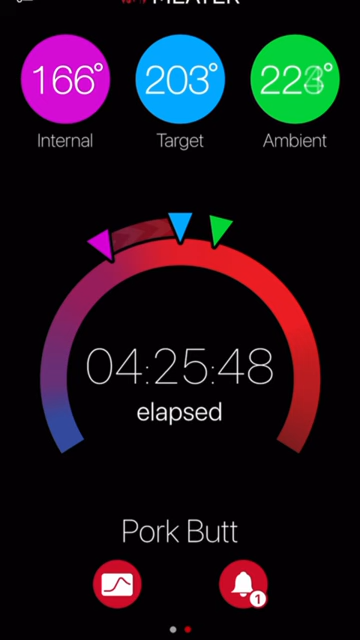 MEATER
166° 203°
Internal Target Ambient
04:25:48
elapsed
Pork Butt
1